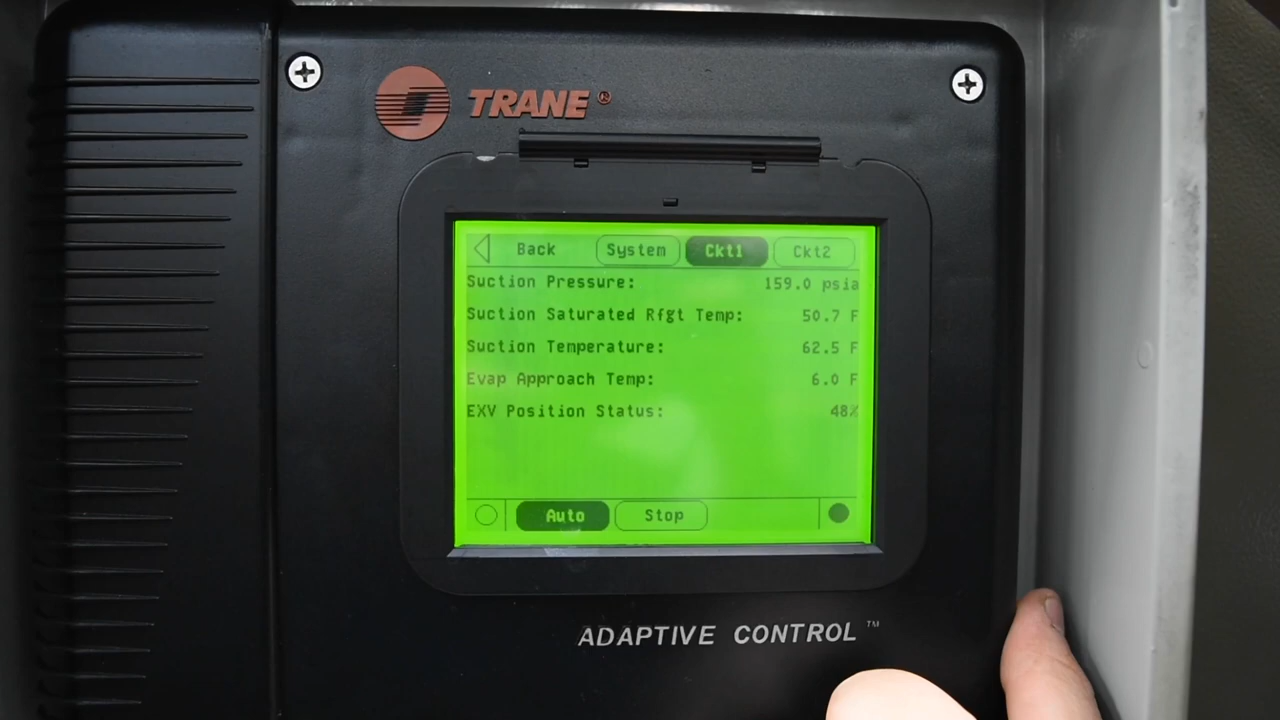 TRANE®
Back System Ckt1 Ckt2
Suction Pressure: 159.0 psia
Suction Saturated Rfgt Temp: 50.7 F
Suction Temperature: 62.5 F
Evap Approach Temp: 6.0 F
EXV Position Status: 48%
Auto Stop
ADAPTIVE CONTROL™